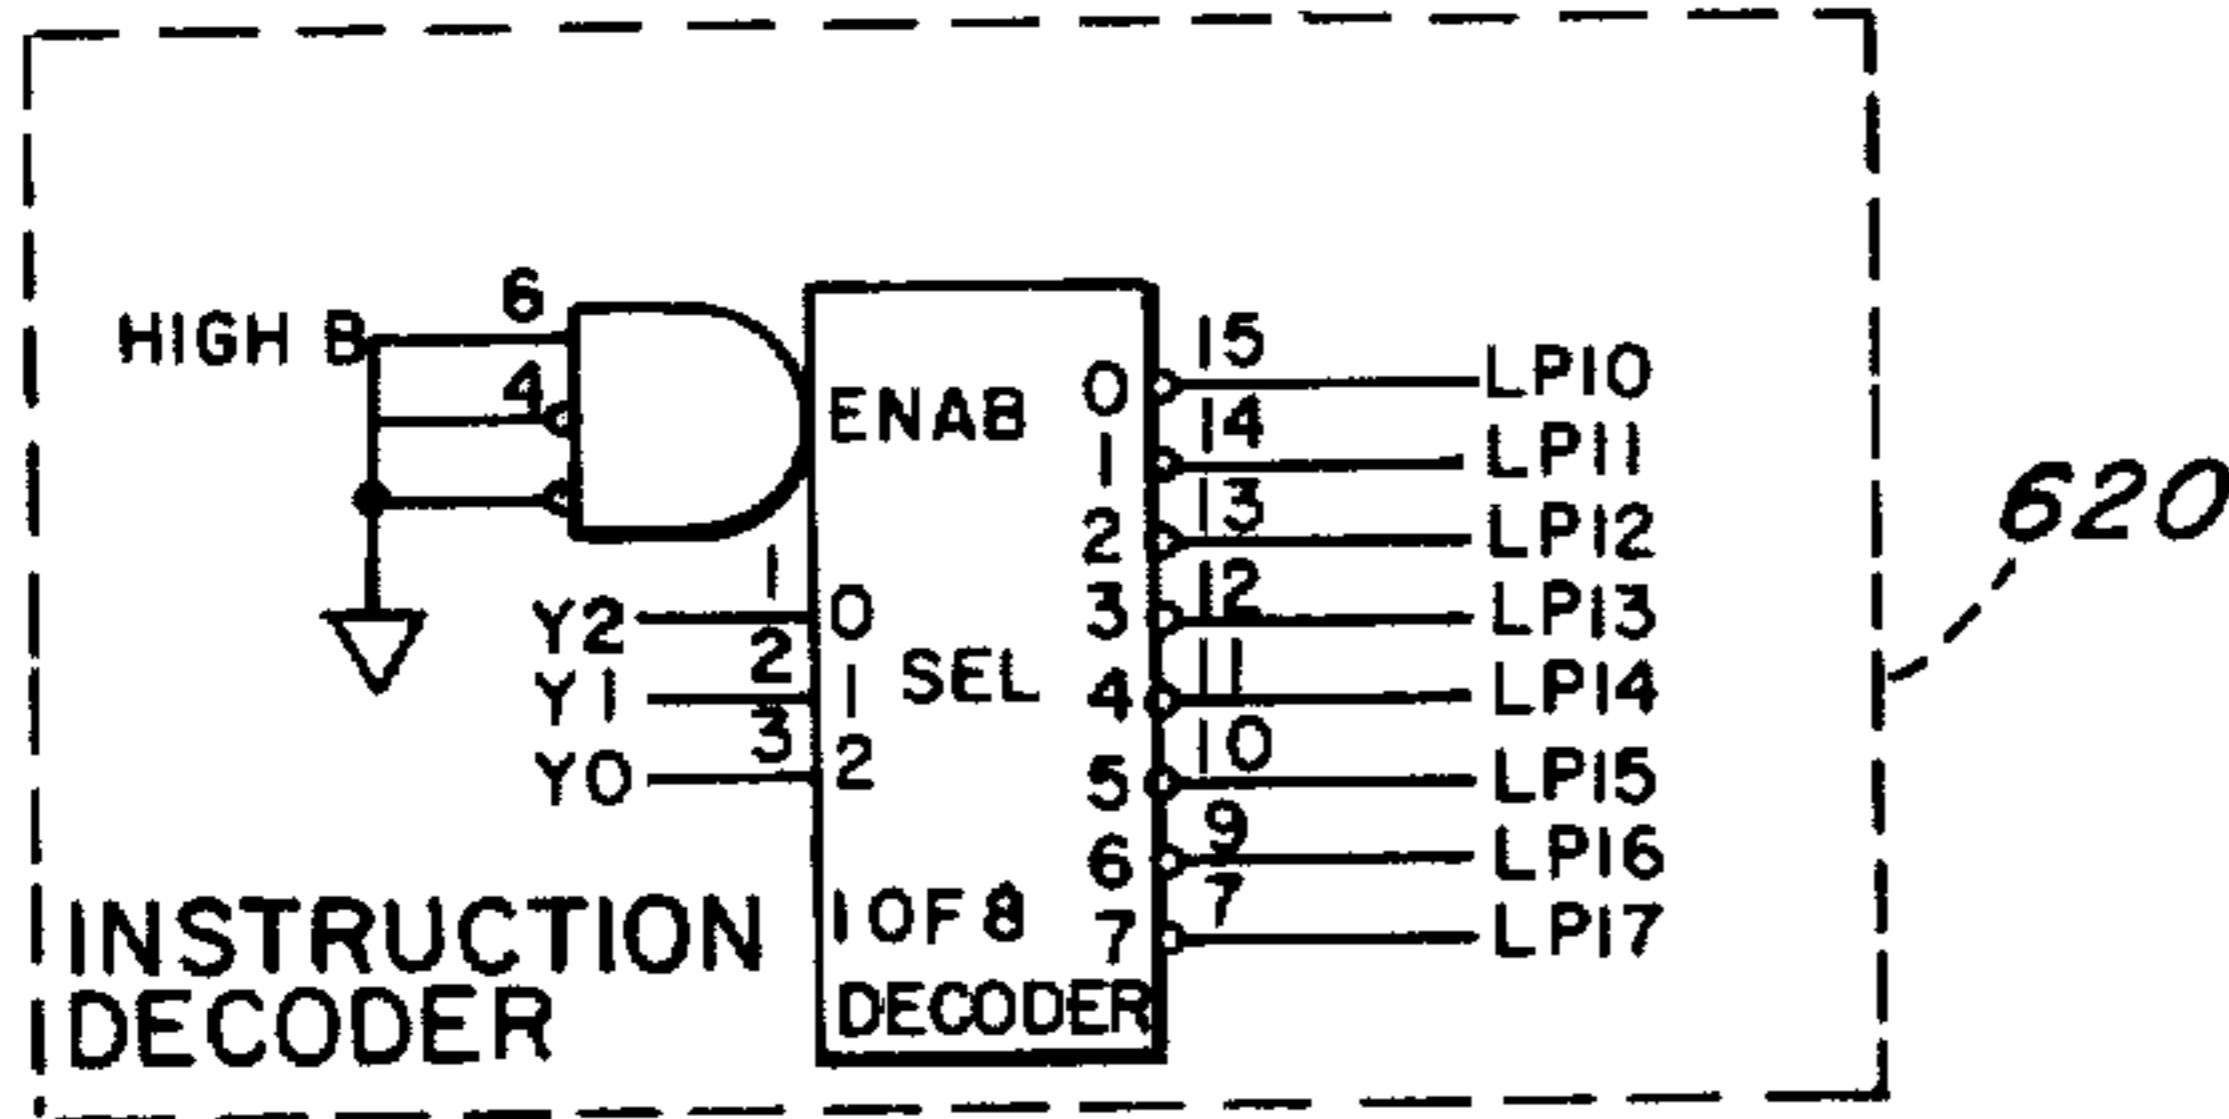 HIGH B
6
4
ENAB
Y2 1 0
Y1 2 1
Y0 3 2
SEL
1 OF 8
DECODER
0 15 LP10
1 14 LP11
2 13 LP12
3 12 LP13
4 11 LP14
5 10 LP15
6 9 LP16
7 7 LP17
620
INSTRUCTION
DECODER